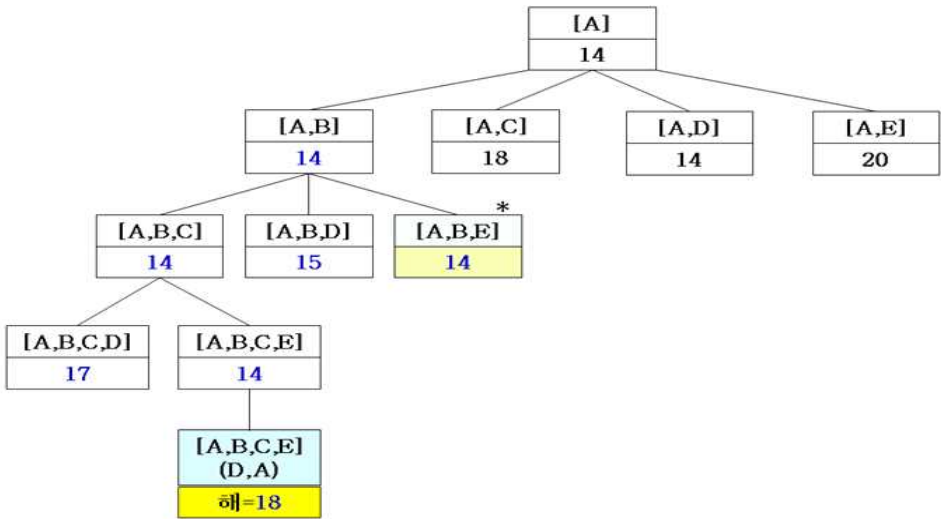 [A]
14
[A,B]
14
[A,C]
18
[A,D]
14
[A,E]
20
[A,B,C]
14
[A,B,D]
15
*
[A,B,E]
14
[A,B,C,D]
17
[A,B,C,E]
14
[A,B,C,E]
(D,A)
해=18